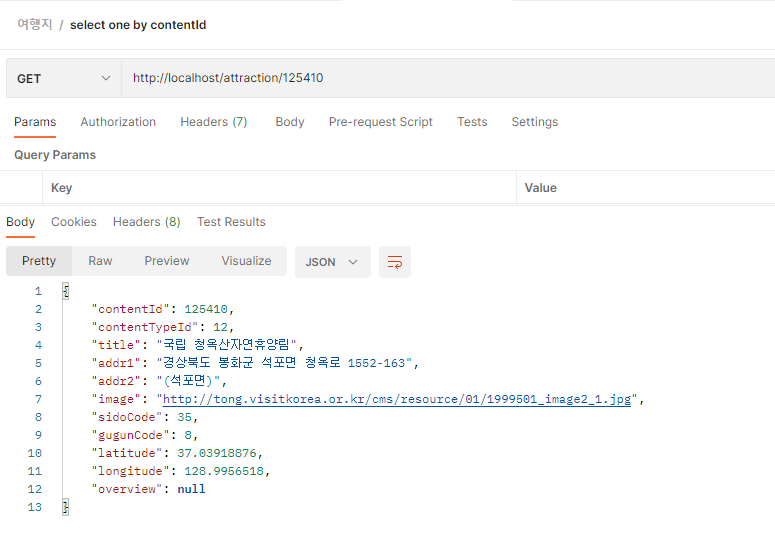 여행지 / select one by contentId
GET http://localhost/attraction/125410
Params Authorization Headers (7) Body Pre-request Script Tests Settings
Query Params
Key Value
Body Cookies Headers (8) Test Results
Pretty Raw Preview Visualize JSON
1 {
2 "contentId": 125410,
3 "contentTypeId": 12,
4 "title": "국립 청옥산자연휴양림",
5 "addr1": "경상북도 봉화군 석포면 청옥로 1552-163",
6 "addr2": "(석포면)",
7 "image": "http://tong.visitkorea.or.kr/cms/resource/01/1999501_image2_1.jpg",
8 "sidoCode": 35,
9 "gugunCode": 8,
10 "latitude": 37.03918876,
11 "longitude": 128.9956518,
12 "overview": null
13 }